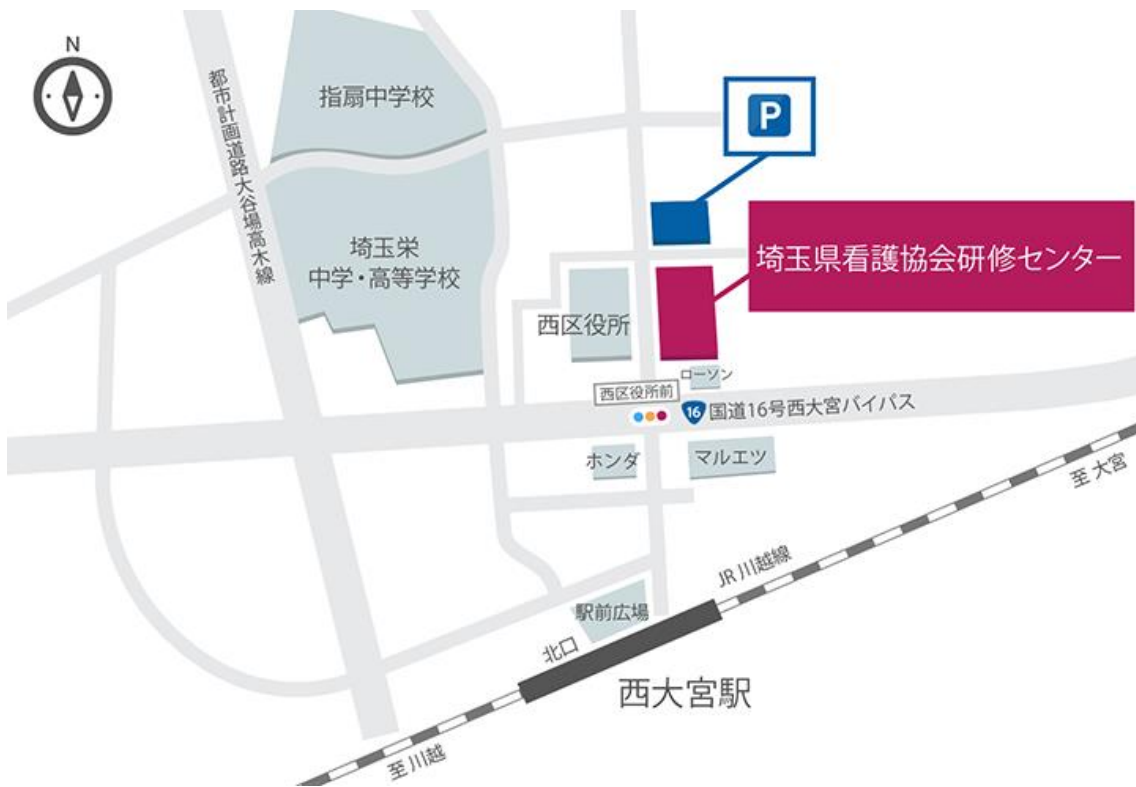 N
都市計画道路大谷場高木線
指扇中学校
P
埼玉栄
中学・高等学校
埼玉県看護協会研修センター
西区役所
ローソン
西区役所前
16
国道16号西大宮バイパス
ホンダ
マルエツ
至 大宮
JR 川越線
駅前広場
北口
西大宮駅
至 川越